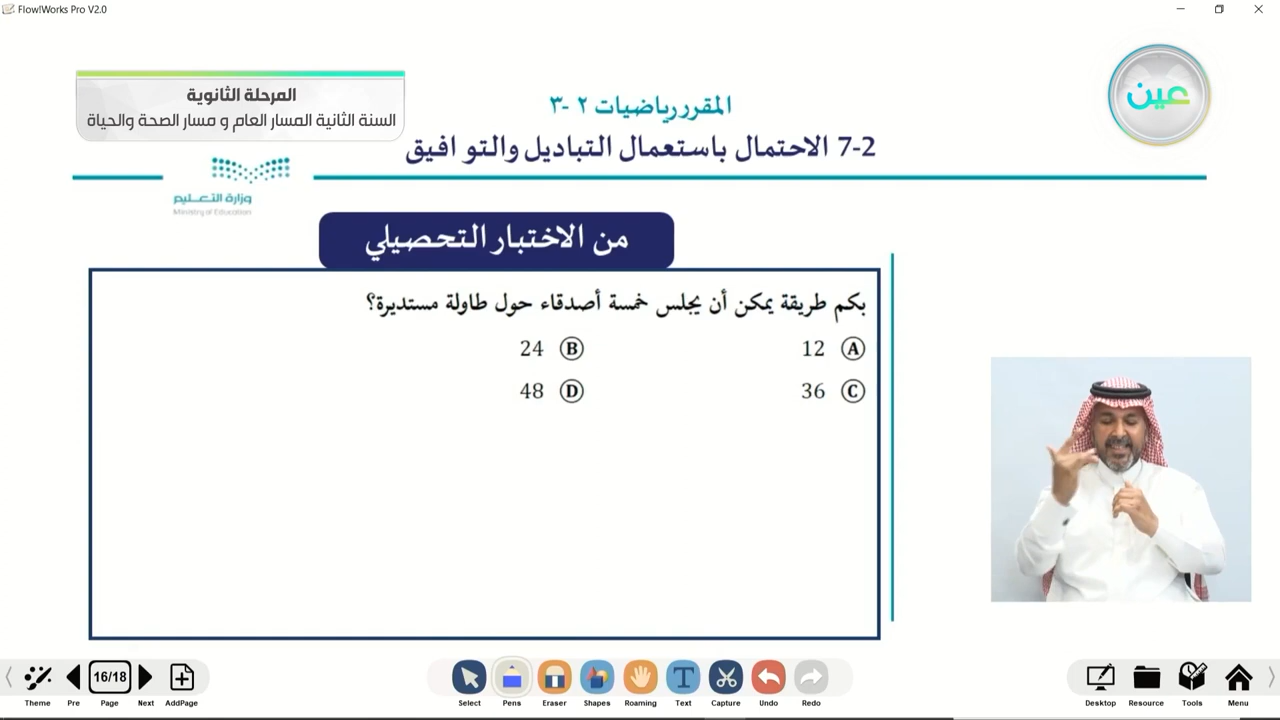 Flow!Works Pro V2.0
المرحلة الثانوية
السنة الثانية المسار العام و مسار الصحة والحياة
عين
المقرر رياضيات ٢ -٣
7-2 الاحتمال باستعمال التباديل والتوافيق
وزارة التعليم
Ministry of Education
من الاختبار التحصيلي
بكم طريقة يمكن أن يجلس خمسة أصدقاء حول طاولة مستديرة؟
12 A 24 B
36 C 48 D
16/18
Theme Pre Page Next AddPage Select Pens Eraser Shapes Roaming Text Capture Undo Redo Desktop Resource Tools Menu